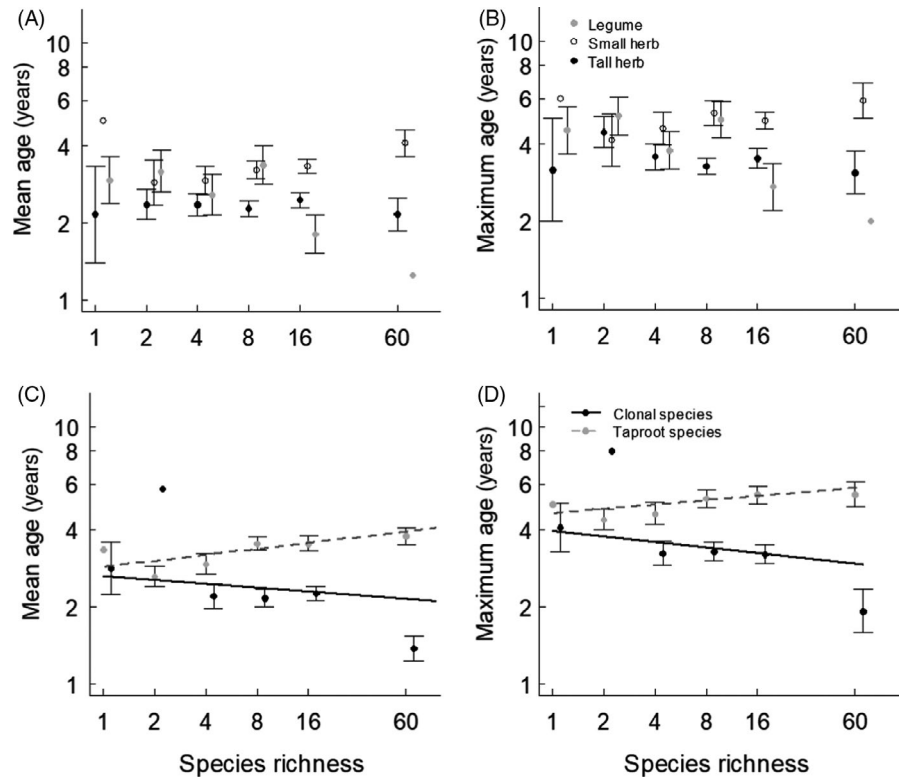 (A)
Mean age (years)
10
8
6
4
2
1
1 2 4 8 16 60
(B)
Legume
Small herb
Tall herb
Maximum age (years)
10
8
6
4
2
1
1 2 4 8 16 60
(C)
Mean age (years)
10
8
6
4
2
1
1 2 4 8 16 60
Species richness
(D)
Clonal species
Taproot species
Maximum age (years)
10
8
6
4
2
1
1 2 4 8 16 60
Species richness